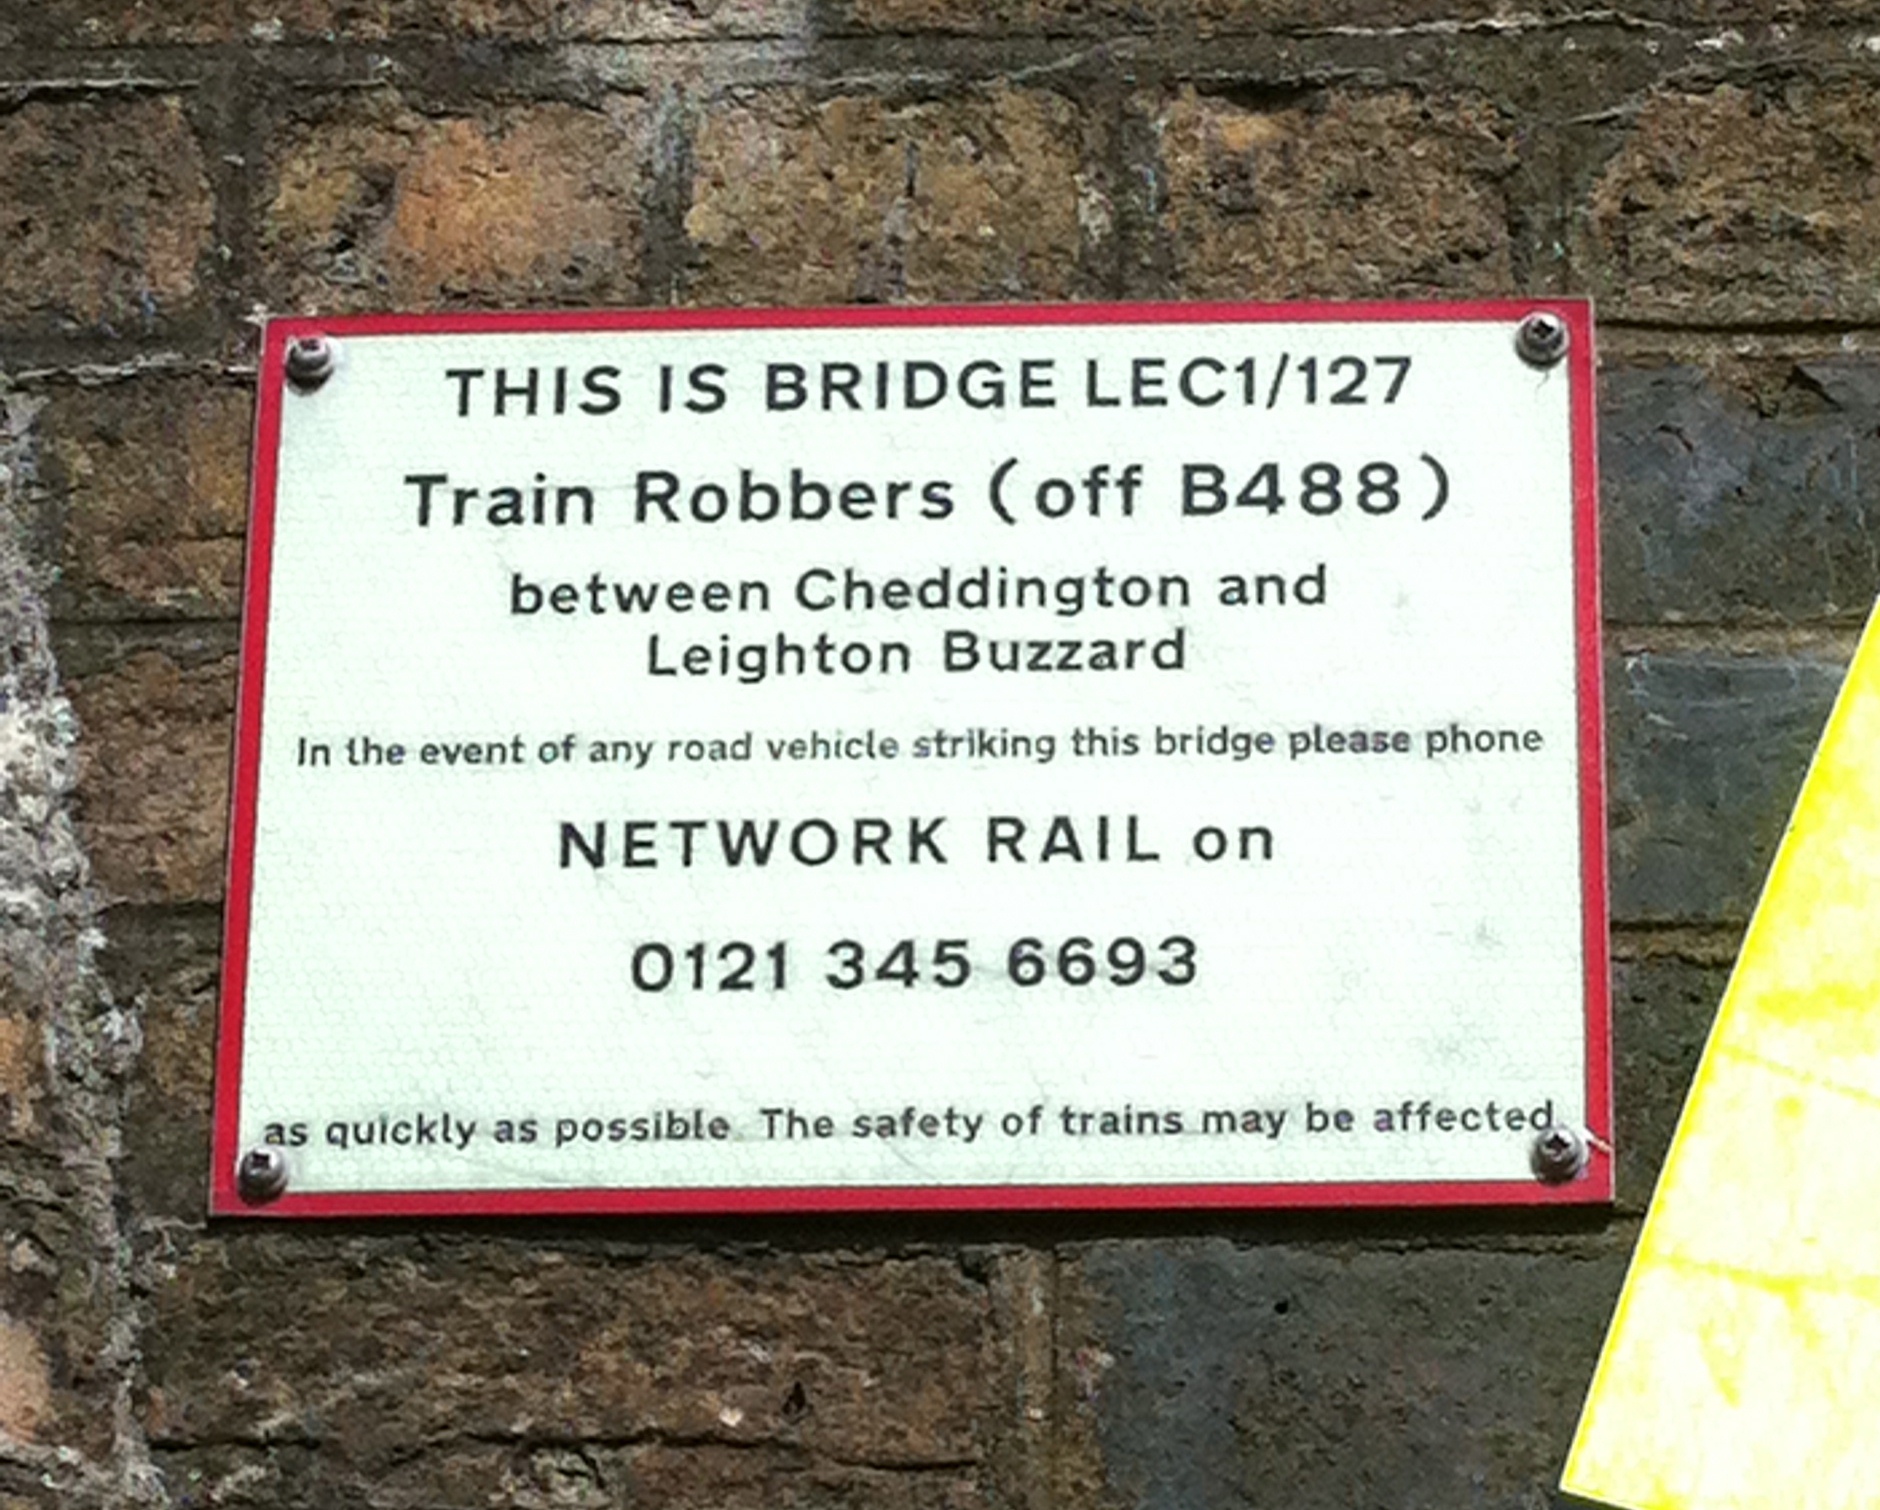 THIS IS BRIDGE LEC1/127
Train Robbers (off B488)
between Cheddington and
Leighton Buzzard
In the event of any road vehicle striking this bridge please phone
NETWORK RAIL on
0121 345 6693
as quickly as possible. The safety of trains may be affected.